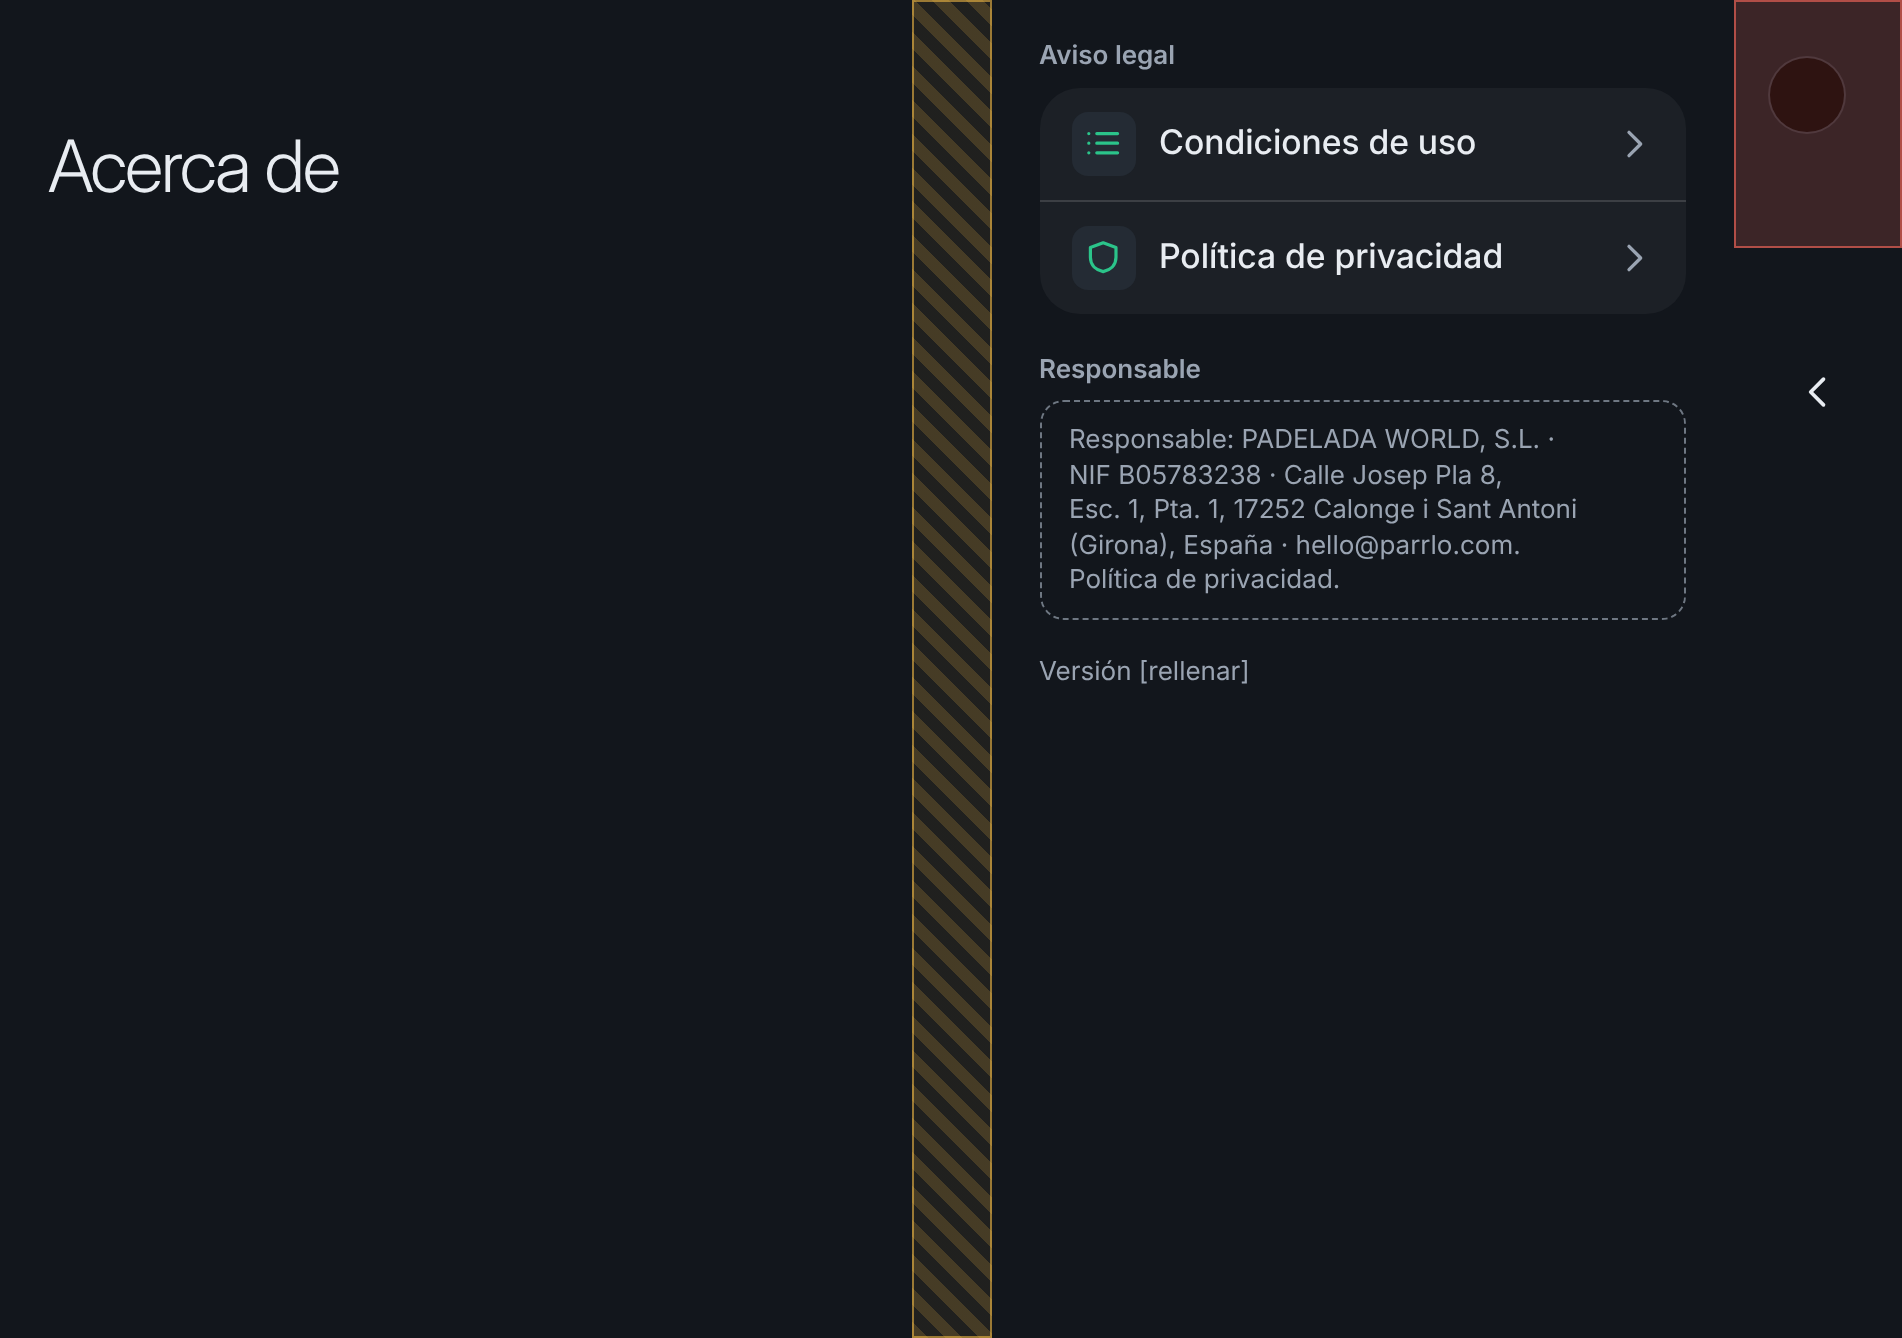 Acerca de
Aviso legal
Condiciones de uso
Política de privacidad
Responsable
Responsable: PADELADA WORLD, S.L. ·
NIF B05783238 · Calle Josep Pla 8,
Esc. 1, Pta. 1, 17252 Calonge i Sant Antoni
(Girona), España · hello@parrlo.com.
Política de privacidad.
Versión [rellenar]